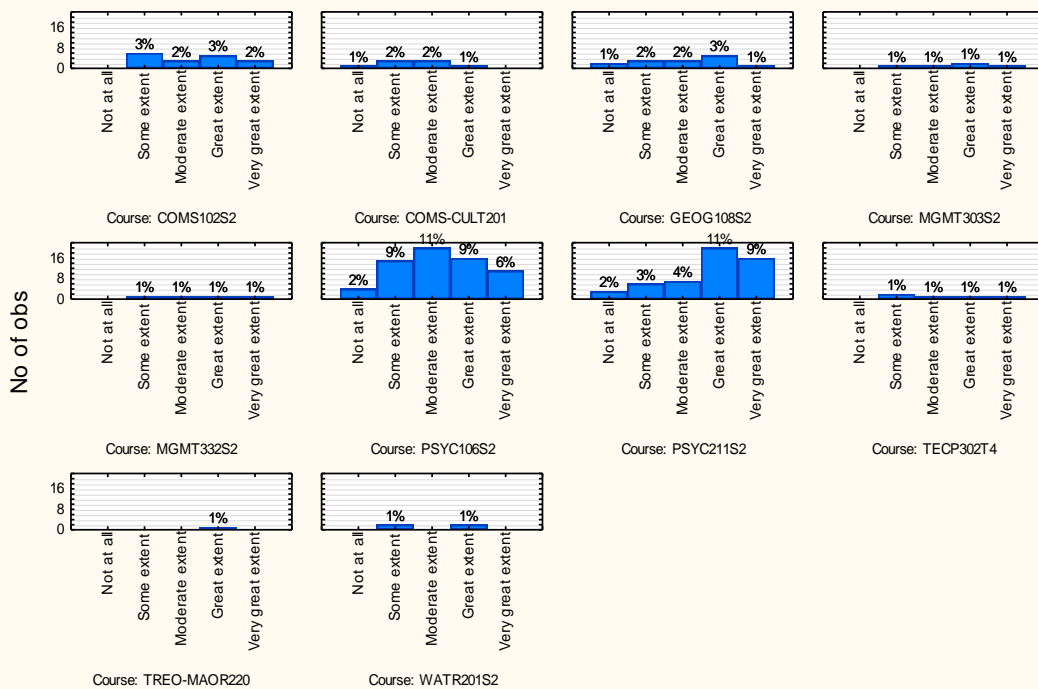 No of obs
16
8
0
3%
2%
3%
2%
Not at all
Some extent
Moderate extent
Great extent
Very great extent
Course: COMS102S2
1%
2%
2%
1%
Not at all
Some extent
Moderate extent
Great extent
Very great extent
Course: COMS-CULT201
1%
2%
2%
3%
1%
Not at all
Some extent
Moderate extent
Great extent
Very great extent
Course: GEOG108S2
1%
1%
1%
1%
Not at all
Some extent
Moderate extent
Great extent
Very great extent
Course: MGMT303S2
16
8
0
1%
1%
1%
1%
Not at all
Some extent
Moderate extent
Great extent
Very great extent
Course: MGMT332S2
2%
9%
11%
9%
6%
Not at all
Some extent
Moderate extent
Great extent
Very great extent
Course: PSYC106S2
2%
3%
4%
11%
9%
Not at all
Some extent
Moderate extent
Great extent
Very great extent
Course: PSYC211S2
1%
1%
1%
1%
Not at all
Some extent
Moderate extent
Great extent
Very great extent
Course: TECP302T4
16
8
0
1%
Not at all
Some extent
Moderate extent
Great extent
Very great extent
Course: TREO-MAOR220
1%
1%
Not at all
Some extent
Moderate extent
Great extent
Very great extent
Course: WATR201S2